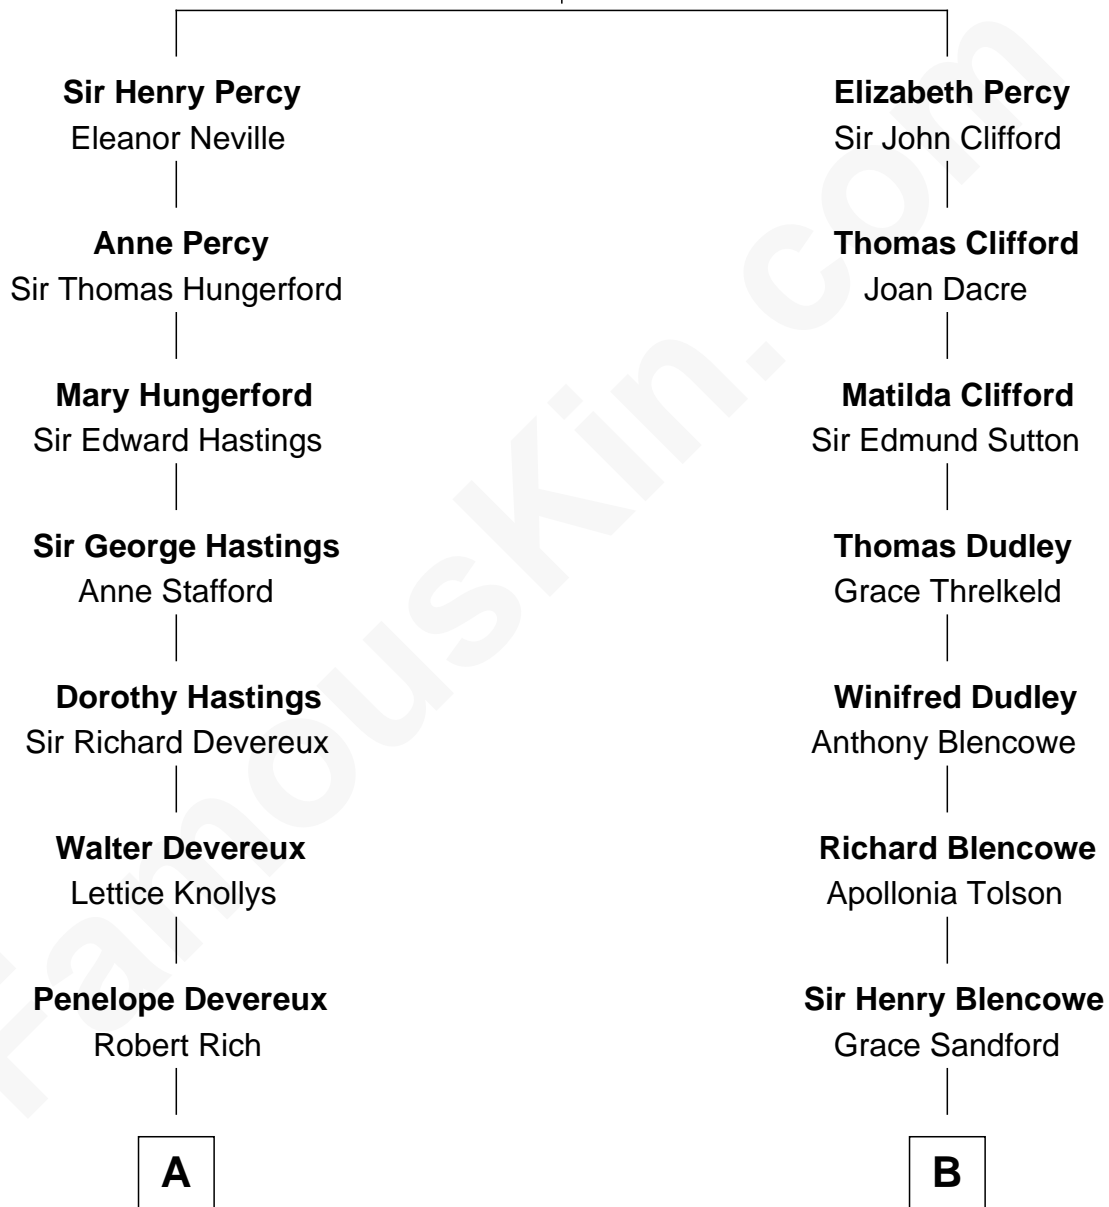 Sir Henry Percy
Eleanor Neville
Anne Percy
Sir Thomas Hungerford
Mary Hungerford
Sir Edward Hastings
Sir George Hastings
Anne Stafford
Dorothy Hastings
Sir Richard Devereux
Walter Devereux
Lettice Knollys
Penelope Devereux
Robert Rich
A
Elizabeth Percy
Sir John Clifford
Thomas Clifford
Joan Dacre
Matilda Clifford
Sir Edmund Sutton
Thomas Dudley
Grace Threlkeld
Winifred Dudley
Anthony Blencowe
Richard Blencowe
Apollonia Tolson
Sir Henry Blencowe
Grace Sandford
B
FamousKin.com